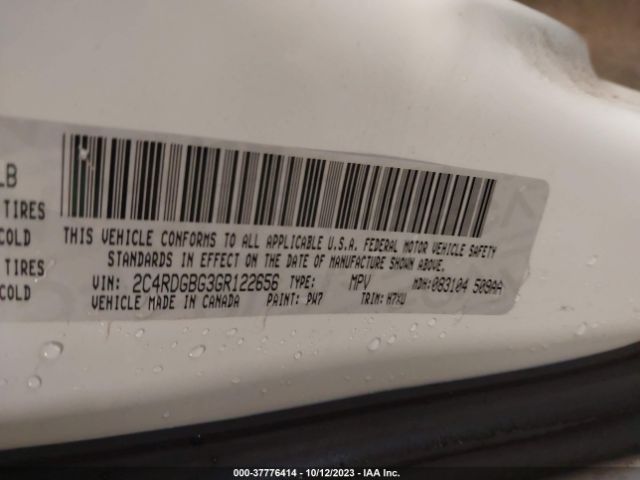 LB
TIRES
COLD
TIRES
COLD
THIS VEHICLE CONFORMS TO ALL APPLICABLE U.S.A. FEDERAL MOTOR VEHICLE SAFETY
STANDARDS IN EFFECT ON THE DATE OF MANUFACTURE SHOWN ABOVE.
VIN: 2C4RDGBG3GR122656 TYPE: MPV MDH: 083104 509AA
VEHICLE MADE IN CANADA PAINT: PW7 TRIM: H7XU
000-37776414 - 10/12/2023 - IAA Inc.